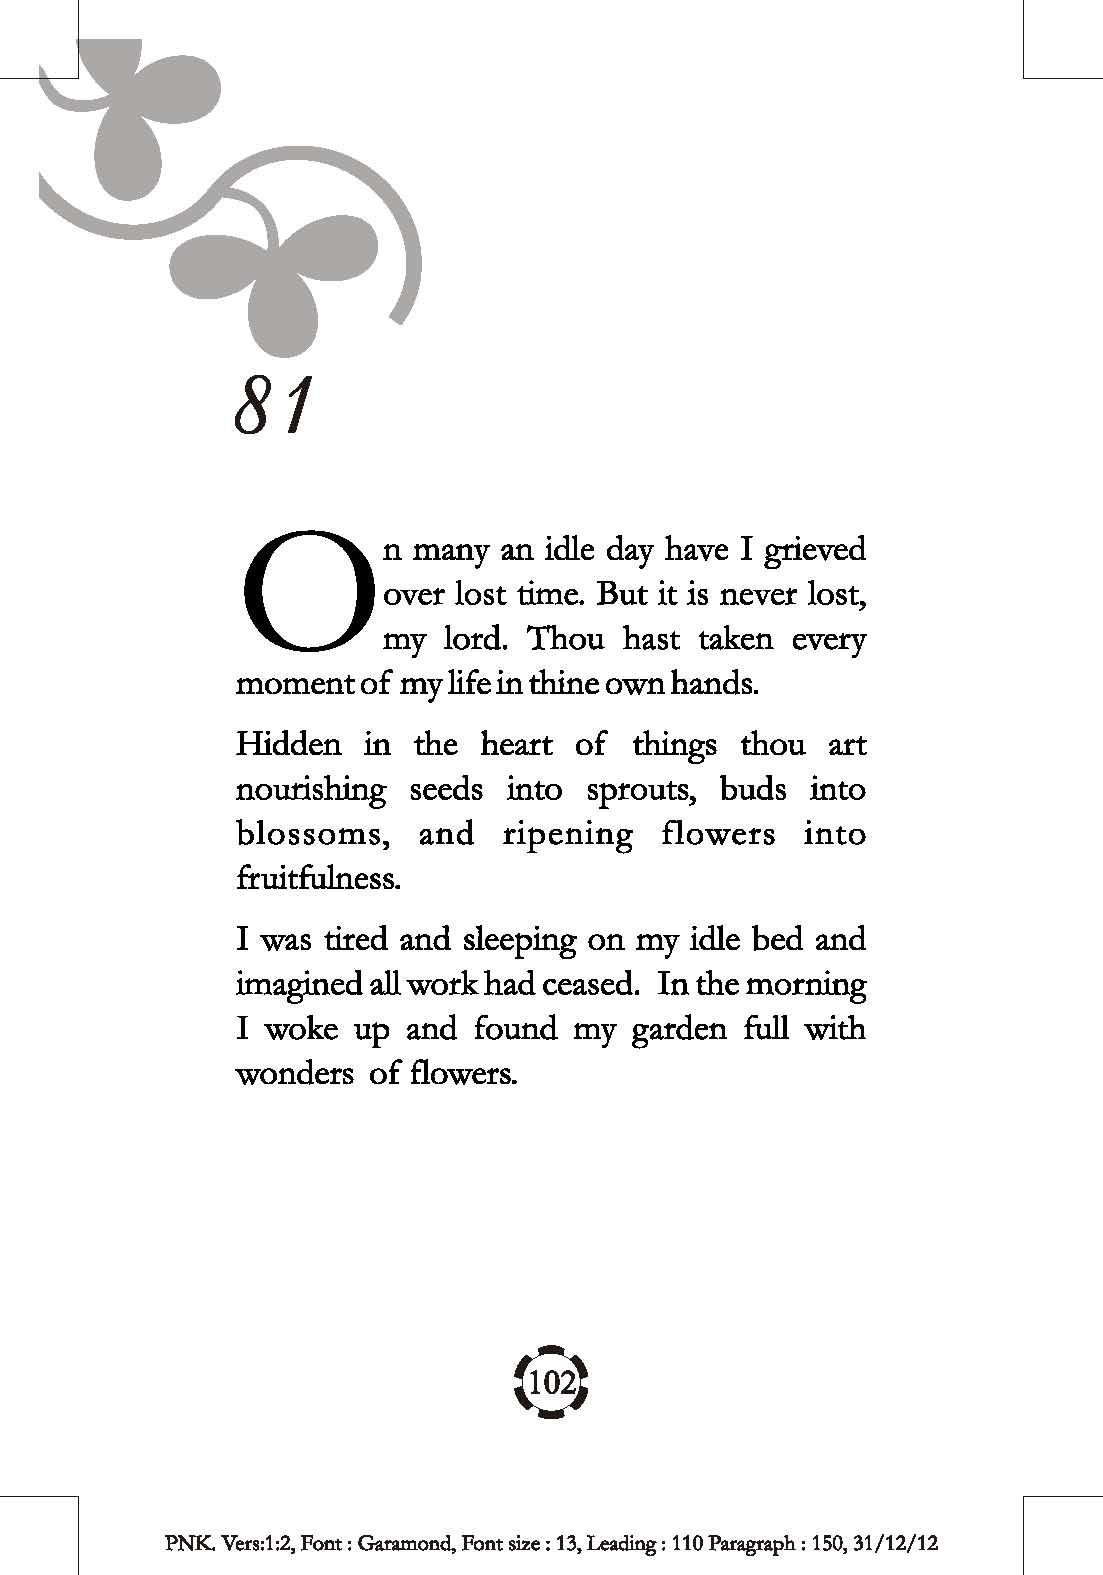 81
On many an idle day have I grieved
over lost time. But it is never lost,
my lord. Thou hast taken every
moment of my life in thine own hands.
Hidden in the heart of things thou art
nourishing seeds into sprouts, buds into
blossoms, and ripening flowers into
fruitfulness.
I was tired and sleeping on my idle bed and
imagined all work had ceased. In the morning
I woke up and found my garden full with
wonders of flowers.
102
PNK. Vers:1:2, Font : Garamond, Font size : 13, Leading : 110 Paragraph : 150, 31/12/12